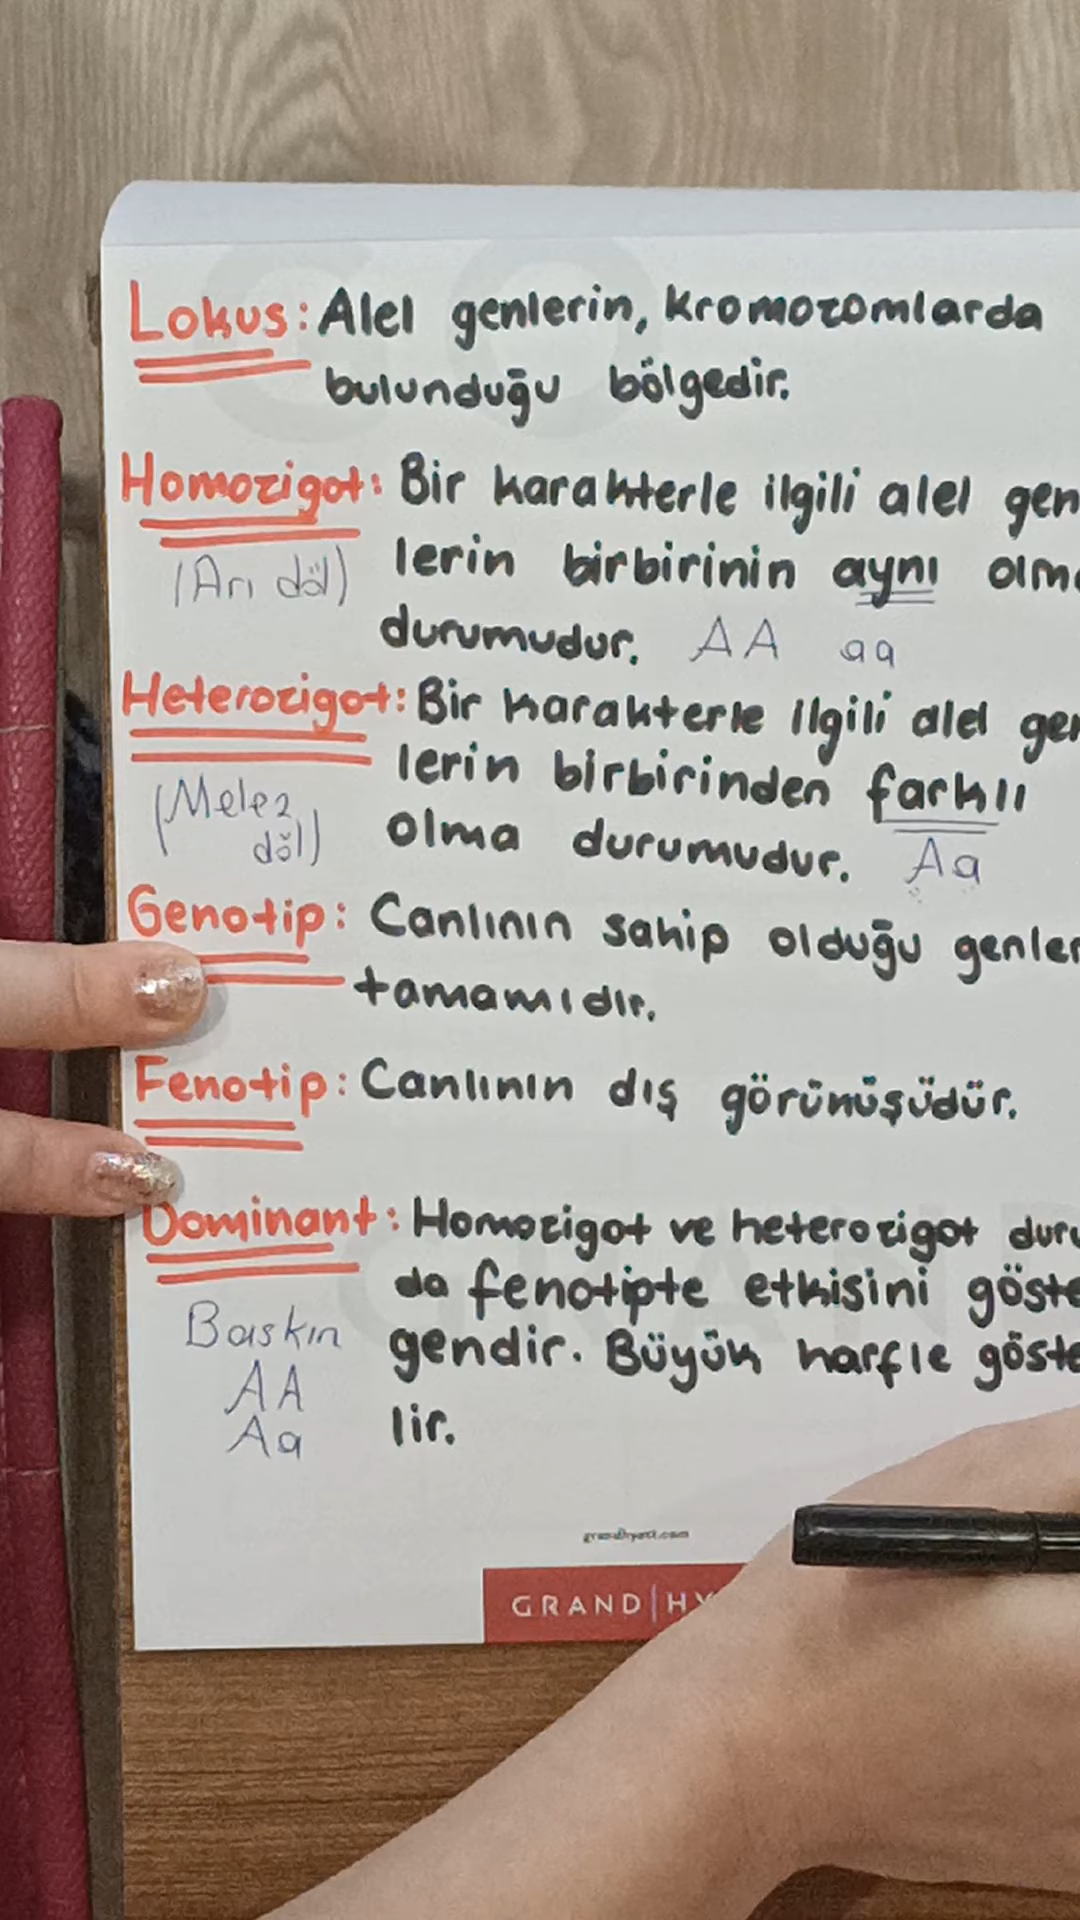 Lokus: Alel genlerin, kromozomlarda
bulunduğu bölgedir.
Homozigot: Bir karakterle ilgili alel gen
(Arı döl)
lerin birbirinin aynı olma
durumudur. AA aa
Heterozigot: Bir karakterle ilgili alel gen
lerin birbirinden farklı
(Melez
döl)
olma durumudur. Aa
Genotip: Canlının sahip olduğu genler
tamamıdır.
Fenotip: Canlının dış görünüşüdür.
Dominant: Homozigot ve heterozigot duru
da fenotipte etkisini göste
Baskın
gendir. Büyük harfle göste
AA
Aa
lir.
GRAND | HY